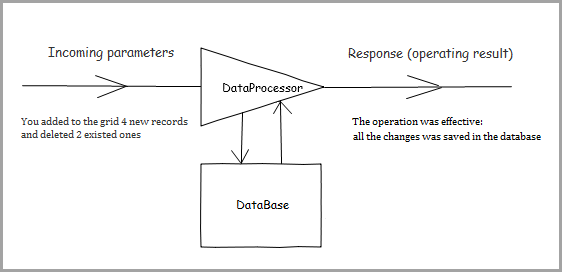 Incoming parameters
Response (operating result)
DataProcessor
You added to the grid 4 new records
and deleted 2 existed ones
The operation was effective:
all the changes was saved in the database
DataBase